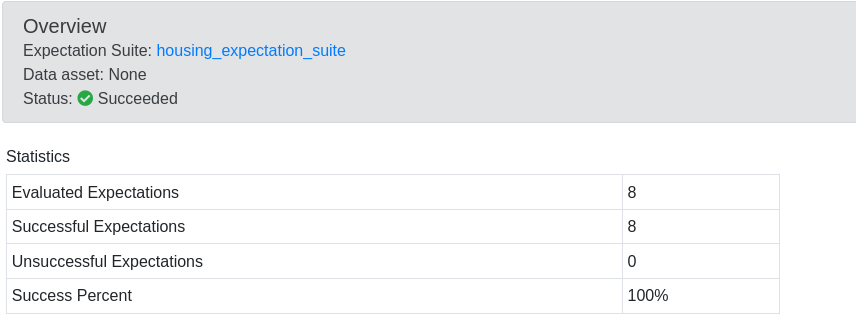 Overview
Expectation Suite: housing_expectation_suite
Data asset: None
Status: Succeeded
Statistics
Evaluated Expectations 8
Successful Expectations 8
Unsuccessful Expectations 0
Success Percent 100%